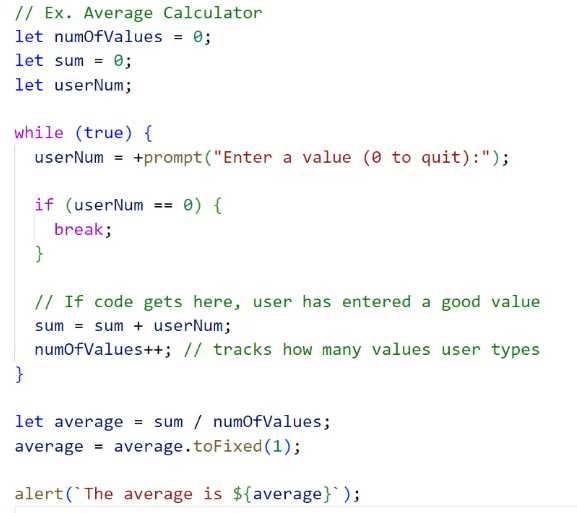 // Ex. Average Calculator
let numOfValues = 0;
let sum = 0;
let userNum;
while (true) {
userNum = +prompt("Enter a value (0 to quit):");
if (userNum == 0) {
break;
}
// If code gets here, user has entered a good value
sum = sum + userNum;
numOfValues++; // tracks how many values user types
}
let average = sum / numOfValues;
average = average.toFixed(1);
alert(`The average is ${average}`);